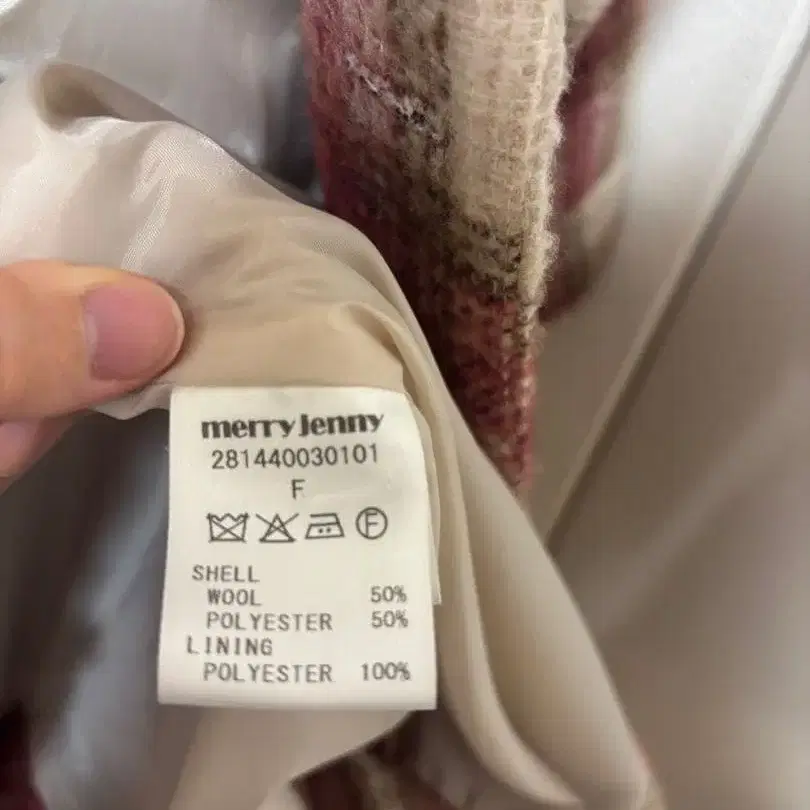 merry jenny
281440030101
F
F
SHELL
WOOL 50%
POLYESTER 50%
LINING
POLYESTER 100%